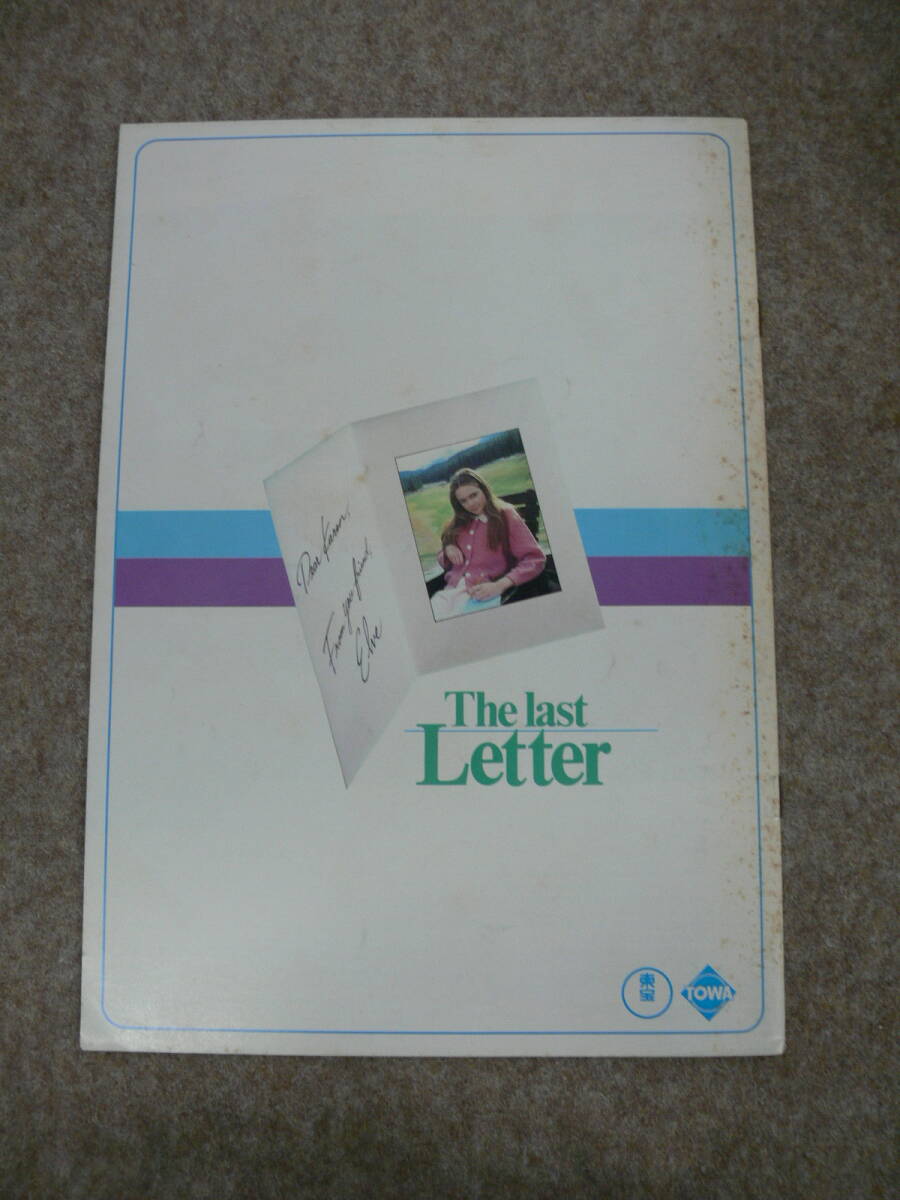 Dear Karen,
From your friend,
Elve
The last
Letter
東宝
TOWA